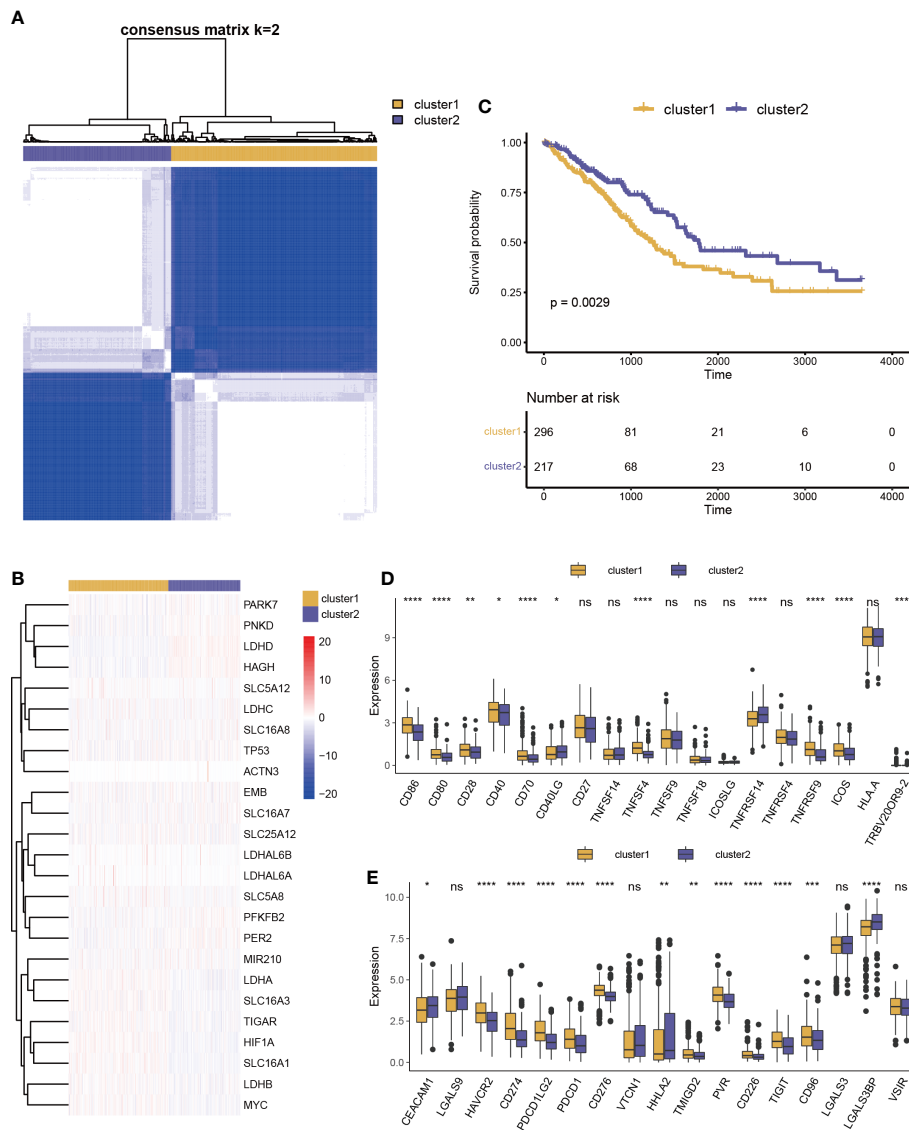 A
consensus matrix k=2
cluster1
cluster2
C
cluster1
cluster2
Survival probability
1.00
0.75
0.50
0.25
0.00
p = 0.0029
0
1000
2000
3000
4000
Time
Number at risk
cluster1
296
81
21
6
0
cluster2
217
68
23
10
0
0
1000
2000
3000
4000
Time
B
cluster1
cluster2
20
10
0
−10
−20
PARK7
PNKD
LDHD
HAGH
SLC5A12
LDHC
SLC16A8
TP53
ACTN3
EMB
SLC16A7
SLC25A12
LDHAL6B
LDHAL6A
SLC5A8
PFKFB2
PER2
MIR210
LDHA
SLC16A3
TIGAR
HIF1A
SLC16A1
LDHB
MYC
D
cluster1
cluster2
**** **** ** * **** * ns ns **** ns ns ns **** ns **** **** ns ***
Expression
9
6
3
0
CD86
CD80
CD28
CD40
CD70
CD40LG
CD27
TNFSF14
TNFSF4
TNFSF9
TNFSF18
ICOSLG
TNFRSF14
TNFRSF4
TNFRSF9
ICOS
HLA.A
TRBV20OR9-2
cluster1
cluster2
E
* ns **** **** **** **** **** ns ** ** **** **** **** *** ns **** ns
Expression
10.0
7.5
5.0
2.5
0.0
CEACAM1
LGALS9
HAVCR2
CD274
PDCD1LG2
PDCD1
CD276
VTCN1
HHLA2
TMIGD2
PVR
CD226
TIGIT
CD96
LGALS3
LGALS3BP
VSIR